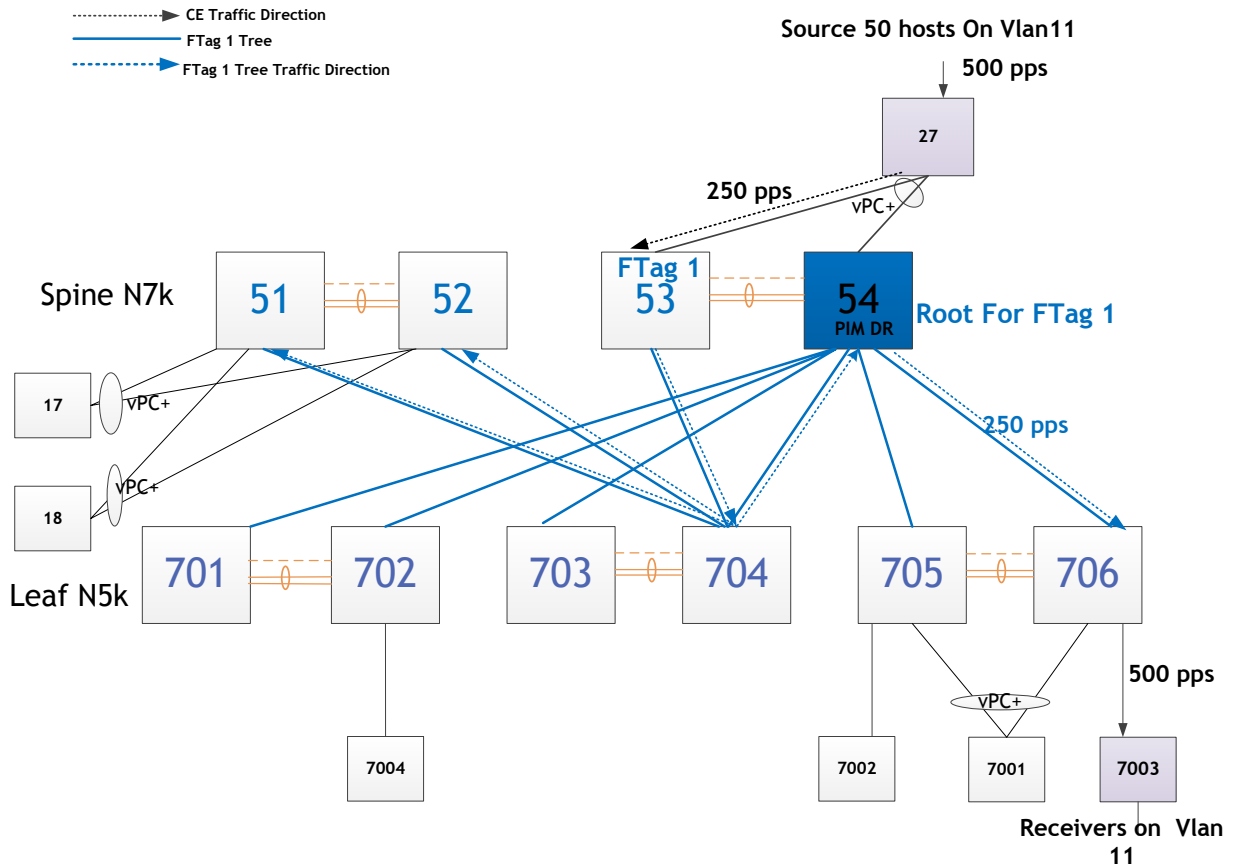 CE Traffic Direction
FTag 1 Tree
FTag 1 Tree Traffic Direction
Source 50 hosts On Vlan11
500 pps
27
250 pps
vPC+
Spine N7k
51
52
FTag 1
53
54
PIM DR
Root For FTag 1
17
vPC+
18
vPC+
250 pps
Leaf N5k
701
702
703
704
705
706
500 pps
vPC+
7004
7002
7001
7003
Receivers on Vlan
11